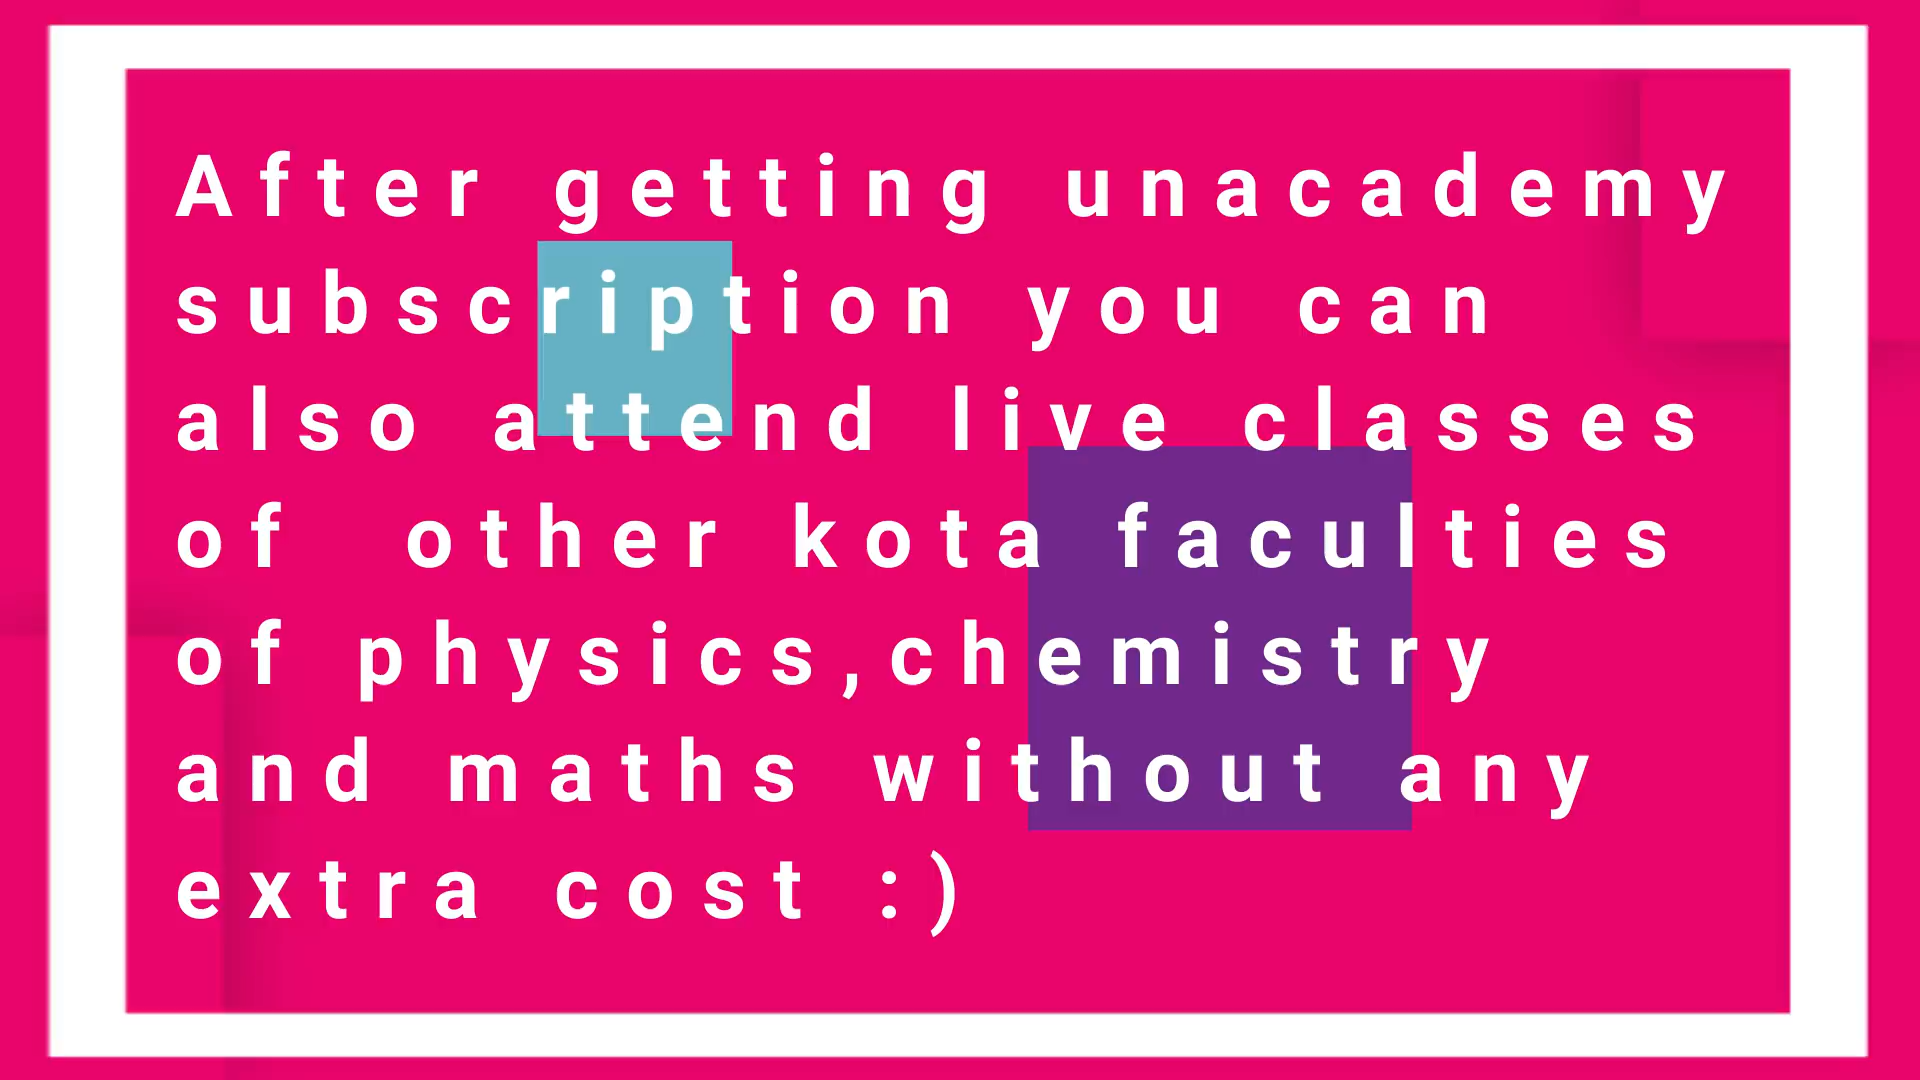 After getting unacademy
subscription you can
also attend live classes
of  other kota faculties
of physics,chemistry
and maths without any
extra cost :)